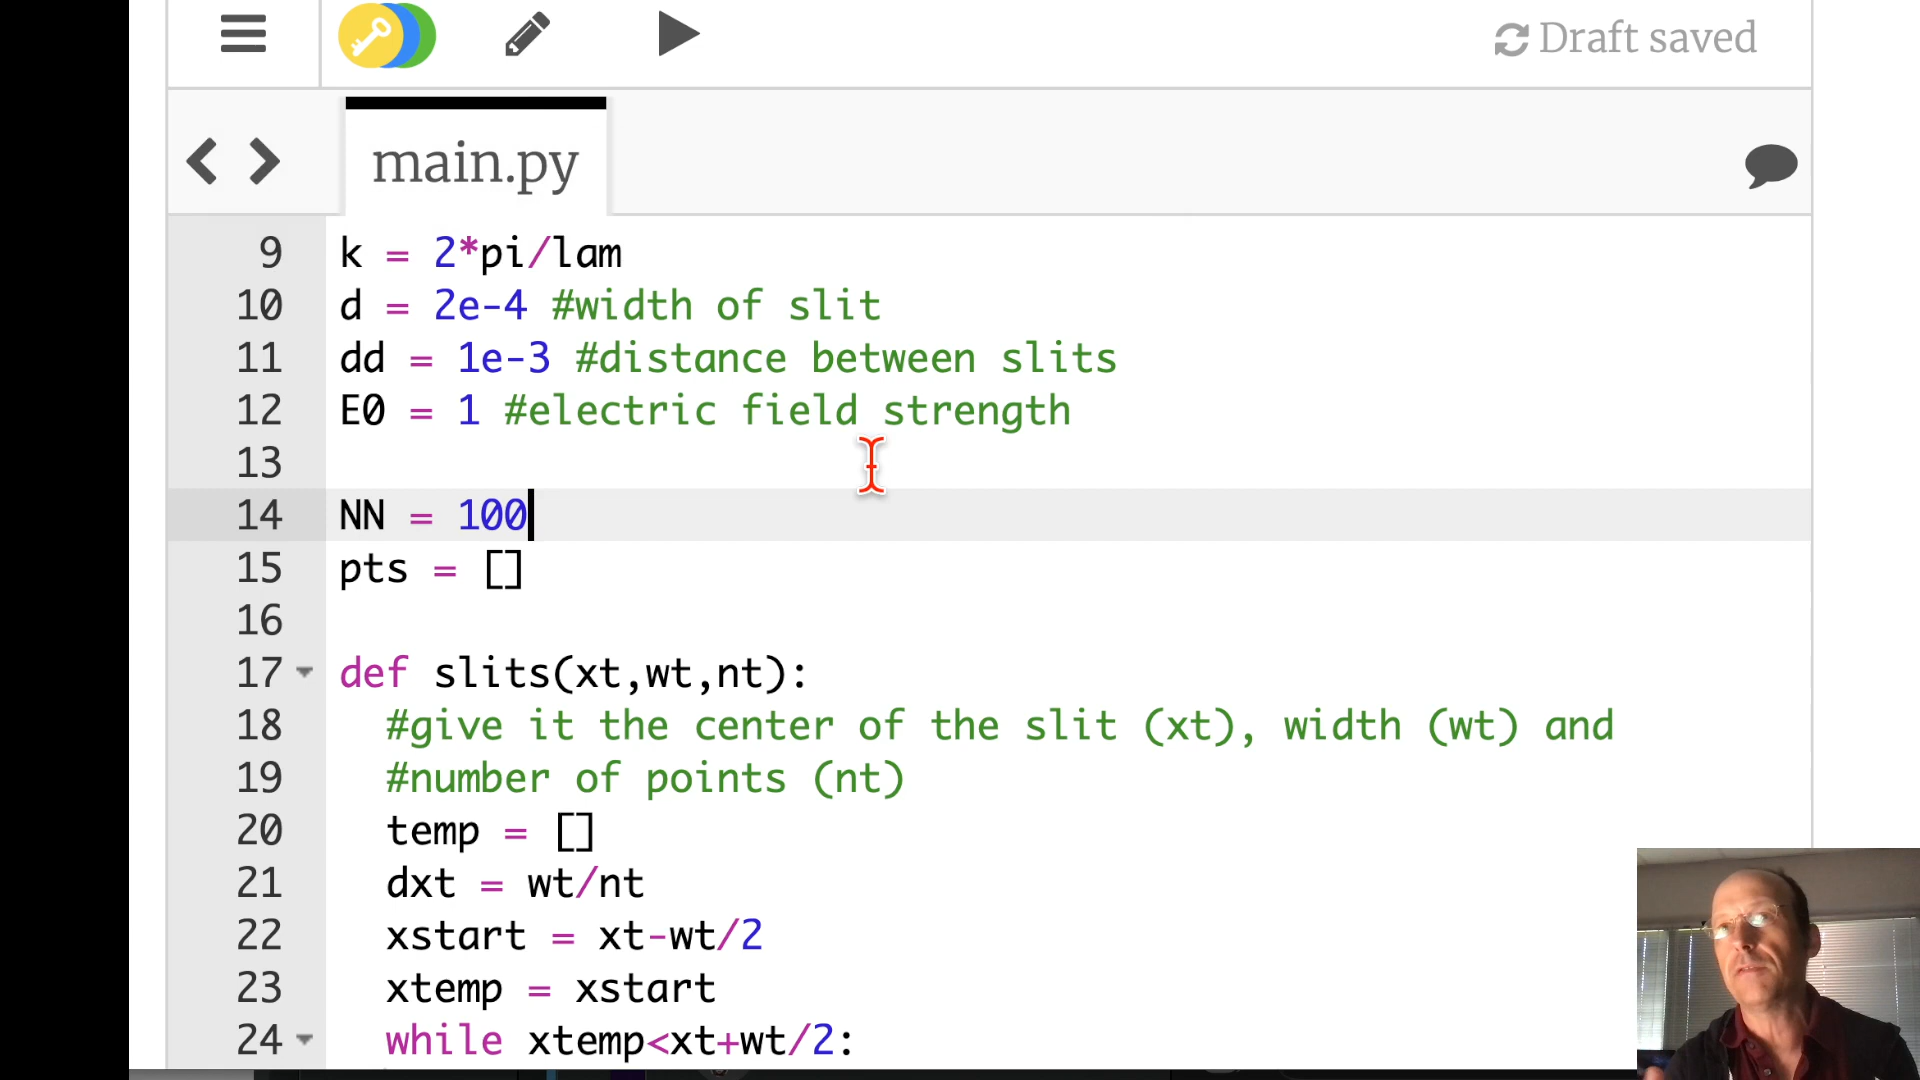 Draft saved
main.py
9 k = 2*pi/lam
10 d = 2e-4 #width of slit
11 dd = 1e-3 #distance between slits
12 E0 = 1 #electric field strength
13
14 NN = 100
15 pts = []
16
17 def slits(xt,wt,nt):
18 #give it the center of the slit (xt), width (wt) and
19 #number of points (nt)
20 temp = []
21 dxt = wt/nt
22 xstart = xt-wt/2
23 xtemp = xstart
24 while xtemp<xt+wt/2: